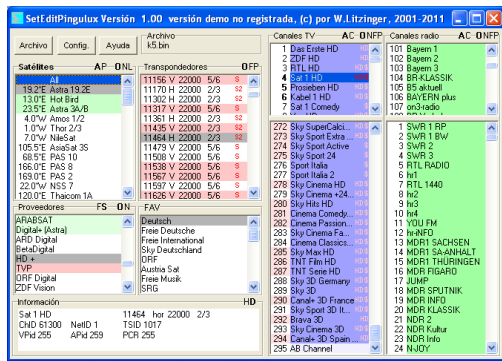 SetEditPingulux Versión 1.00 versión demo no registrada, (c) por W.Litzinger, 2001-2011
Archivo Config. Ayuda
Archivo
k5.bin
Satélites AP ONL
All
19.2°E Astra 19.2E
13.0°E Hot Bird
23.5°E Astra 3A/B
4.0°W Amos 1/2
1.0°W Thor 2/3
7.0°W NileSat
105.5°E AsiaSat 3S
68.5°E PAS 10
166.0°E PAS 8
169.0°E PAS 2
22.0°W NSS 7
120.0°E Thaicom 1A
Transpondedores OFP
11156 V 22000 5/6 S
11170 H 22000 2/3 S2
11302 H 22000 2/3 S2
11317 V 22000 5/6 S
11361 H 22000 2/3 S2
11435 V 22000 2/3 S2
11464 H 22000 2/3 S2
11479 V 22000 5/6 S
11508 V 22000 5/6 S
11538 V 22000 5/6 S
11567 V 22000 5/6 S
11597 V 22000 5/6 S
11626 V 22000 5/6 S
Proveedores FS ON
ARABSAT
Digital+ (Astra)
ARD Digital
BetaDigital
HD +
TVP
ORF Digital
ZDF Vision
FAV
Deutsch
Freie Deutsche
Freie International
Sky Deutschland
ORF
Austria Sat
Freie Musik
SRG
Información HD
Sat 1 HD 11464 hor 22000 2/3
ChID 61300 NetID 1 TSID 1017
VPid 255 APid 259 PCR 255
Canales TV AC ONFP
1 Das Erste HD
2 ZDF HD
3 RTL HD
4 Sat 1 HD
5 Prosieben HD
6 Kabel 1 HD
7 Sat 1 Comedy
272 Sky SuperCalci...
273 Sky Sport Extra ...
274 Sky Sport Active
275 Sky Sport 24
276 Sport Italia
277 Sport Italia 2
278 Sky Cinema HD
279 Sky Cinema +24...
280 Sky Hits HD
281 Cinema Comedy...
282 Cinema Passion...
283 Sky Cinema Fa...
284 Cinema Classics...
285 Sky Max HD
286 TNT Film HD
287 TNT Serie HD
288 Sky 3D Germany
289 Sky 3D
290 Canal+ 3D France
291 Sky Sport 3D It...
292 Brava 3D
293 Sky Cinema 3D
294 Canal+ 3D Spain ...
295 AB Channel
Canales radio AC ONFP
101 Bayern 1
102 Bayern 2
103 Bayern 3
104 BR-KLASSIK
105 B5 aktuell
106 BAYERN plus
107 on3-radio
1 SWR 1 RP
2 SWR 1 BW
3 SWR 2
4 SWR 3
5 RTL RADIO
6 hr1
7 RTL 1440
8 hr2
9 hr3
10 hr4
11 YOU FM
12 hr-iNFO
13 MDR1 SACHSEN
14 MDR1 SA-ANHALT
15 MDR1 THÜRINGEN
16 MDR FIGARO
17 JUMP
18 MDR SPUTNIK
19 MDR INFO
20 MDR KLASSIK
21 NDR 2
22 NDR Kultur
23 NDR Info
24 N-JOY